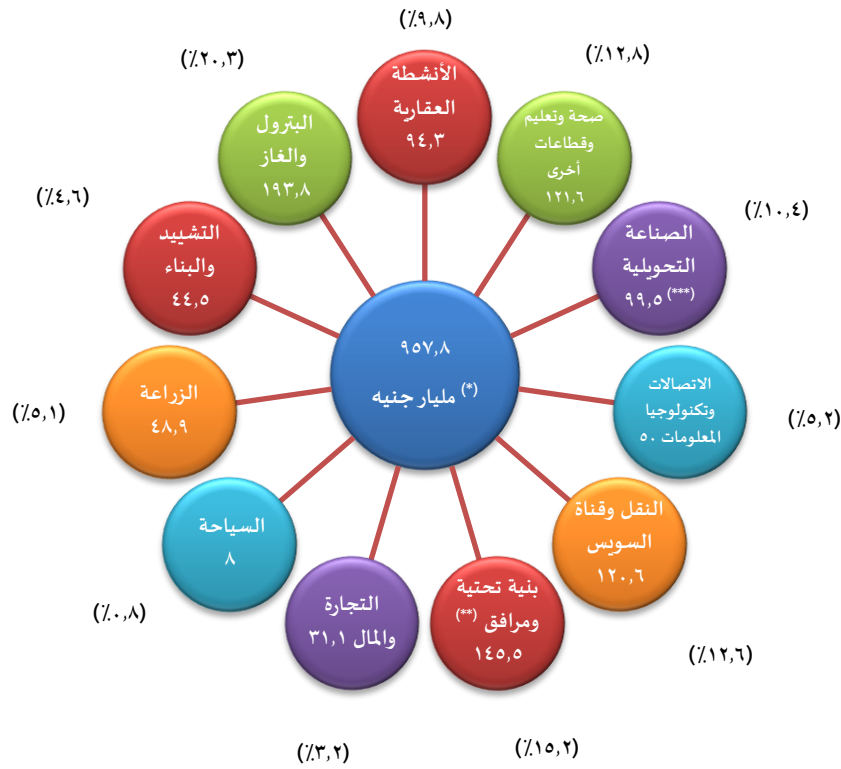 (٪٩,٨)
الأنشطة
العقارية
٩٤,٣
(٪١٢,٨)
صحة وتعليم
وقطاعات
أخرى
١٢١,٦
(٪١٠,٤)
الصناعة
التحويلية
(***) ٩٩,٥
(٪٥,٢)
الاتصالات
وتكنولوجيا
المعلومات ٥٠
(٪١٢,٦)
النقل وقناة
السويس
١٢٠,٦
(٪١٥,٢)
بنية تحتية
ومرافق (**)
١٤٥,٥
(٪٣,٢)
التجارة
والمال ٣١,١
(٪٠,٨)
السياحة
٨
(٪٥,١)
الزراعة
٤٨,٩
(٪٤,٦)
التشييد
والبناء
٤٤,٥
(٪٢٠,٣)
البترول
والغاز
١٩٣,٨
٩٥٧,٨
(*) مليار جنيه